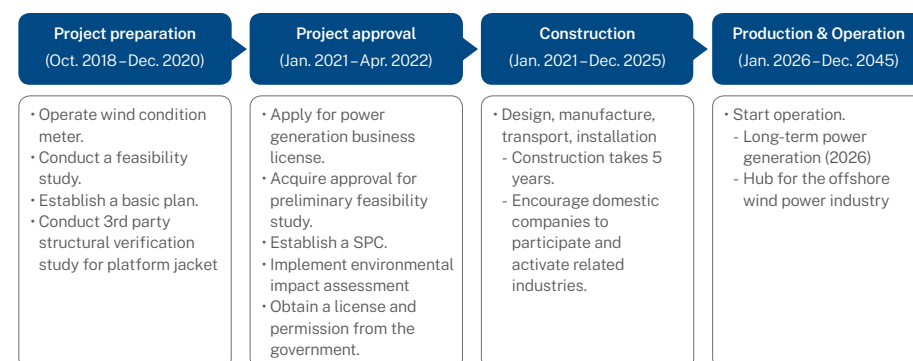 Project preparation
(Oct. 2018–Dec. 2020)
• Operate wind condition
meter.
• Conduct a feasibility
study.
• Establish a basic plan.
• Conduct 3rd party
structural verification
study for platform jacket
Project approval
(Jan. 2021–Apr. 2022)
• Apply for power
generation business
license.
• Acquire approval for
preliminary feasibility
study.
• Establish a SPC.
• Implement environmental
impact assessment
• Obtain a license and
permission from the
government.
Construction
(Jan. 2021–Dec. 2025)
• Design, manufacture,
transport, installation
- Construction takes 5
years.
- Encourage domestic
companies to
participate and
activate related
industries.
Production & Operation
(Jan. 2026–Dec. 2045)
• Start operation.
- Long-term power
generation (2026)
- Hub for the offshore
wind power industry